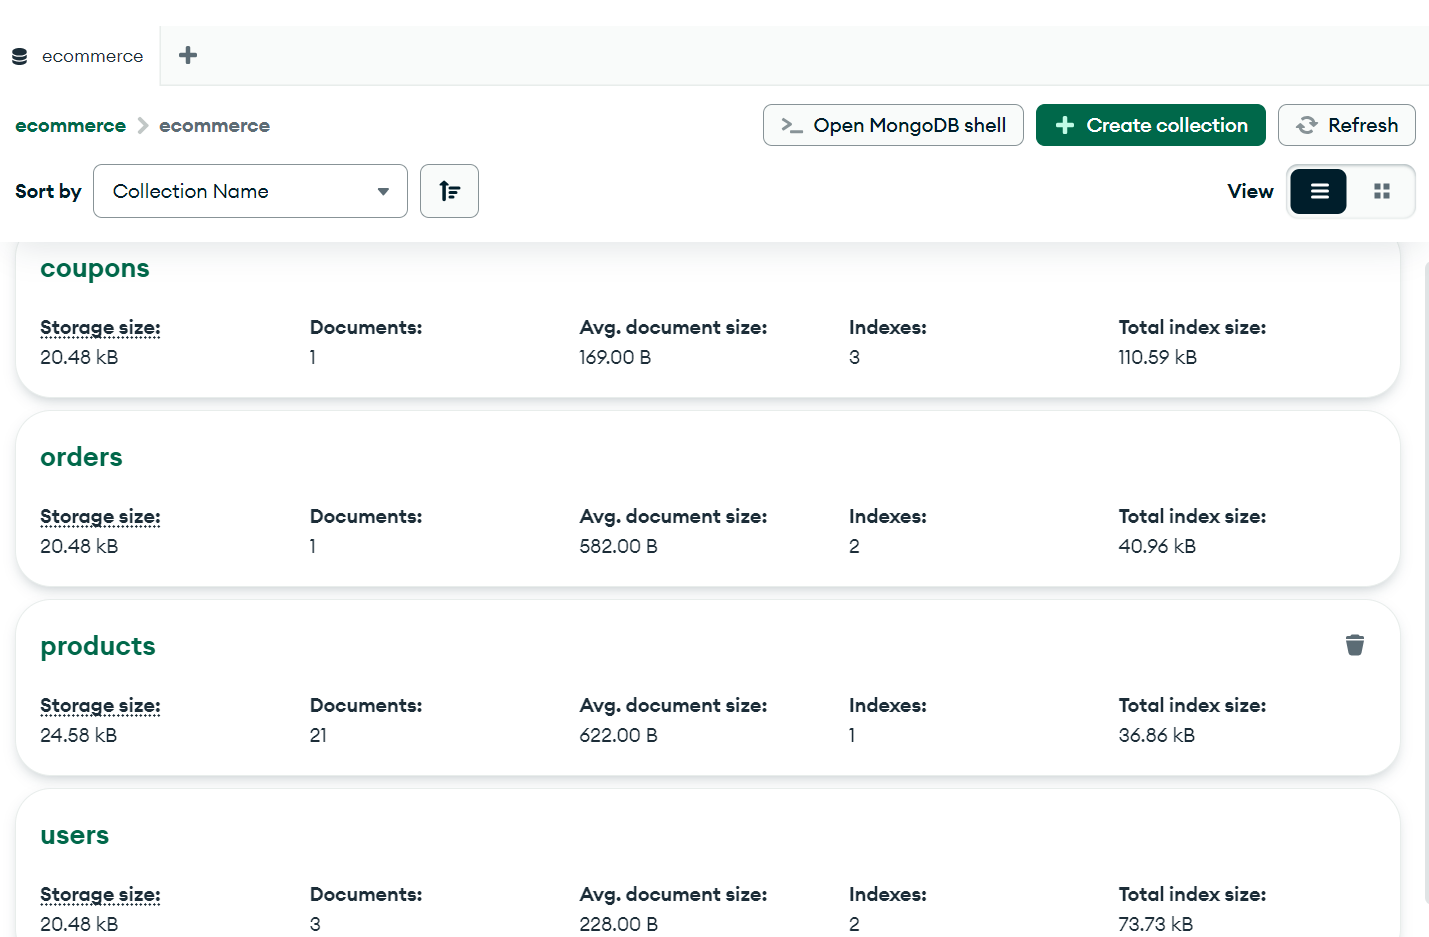 ecommerce
ecommerce ecommerce
Open MongoDB shell Create collection Refresh
Sort by Collection Name View
coupons
Storage size: Documents: Avg. document size: Indexes: Total index size:
20.48 kB 1 169.00 B 3 110.59 kB
orders
Storage size: Documents: Avg. document size: Indexes: Total index size:
20.48 kB 1 582.00 B 2 40.96 kB
products
Storage size: Documents: Avg. document size: Indexes: Total index size:
24.58 kB 21 622.00 B 1 36.86 kB
users
Storage size: Documents: Avg. document size: Indexes: Total index size:
20.48 kB 3 228.00 B 2 73.73 kB